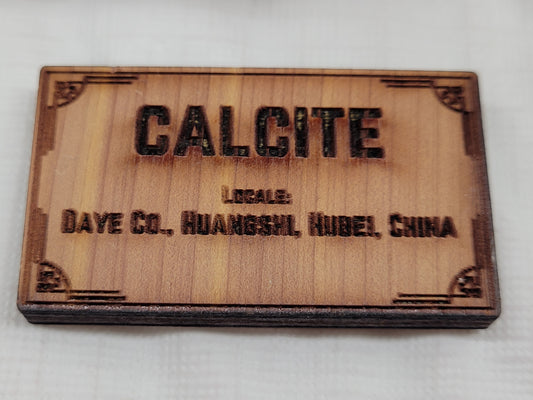 CALCITE
LOCALE:
DAYE CO., HUANGSHI, HUBEI, CHINA